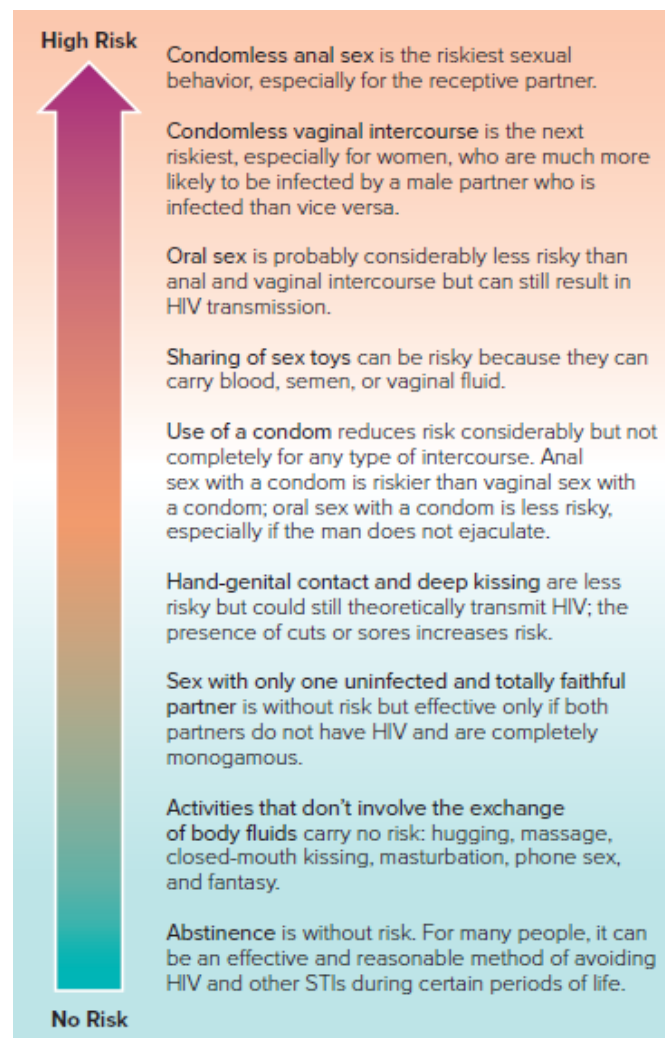 High Risk
Condomless anal sex is the riskiest sexual
behavior, especially for the receptive partner.
Condomless vaginal intercourse is the next
riskiest, especially for women, who are much more
likely to be infected by a male partner who is
infected than vice versa.
Oral sex is probably considerably less risky than
anal and vaginal intercourse but can still result in
HIV transmission.
Sharing of sex toys can be risky because they can
carry blood, semen, or vaginal fluid.
Use of a condom reduces risk considerably but not
completely for any type of intercourse. Anal
sex with a condom is riskier than vaginal sex with
a condom; oral sex with a condom is less risky,
especially if the man does not ejaculate.
Hand-genital contact and deep kissing are less
risky but could still theoretically transmit HIV; the
presence of cuts or sores increases risk.
Sex with only one uninfected and totally faithful
partner is without risk but effective only if both
partners do not have HIV and are completely
monogamous.
Activities that don’t involve the exchange
of body fluids carry no risk: hugging, massage,
closed-mouth kissing, masturbation, phone sex,
and fantasy.
Abstinence is without risk. For many people, it can
be an effective and reasonable method of avoiding
HIV and other STIs during certain periods of life.
No Risk